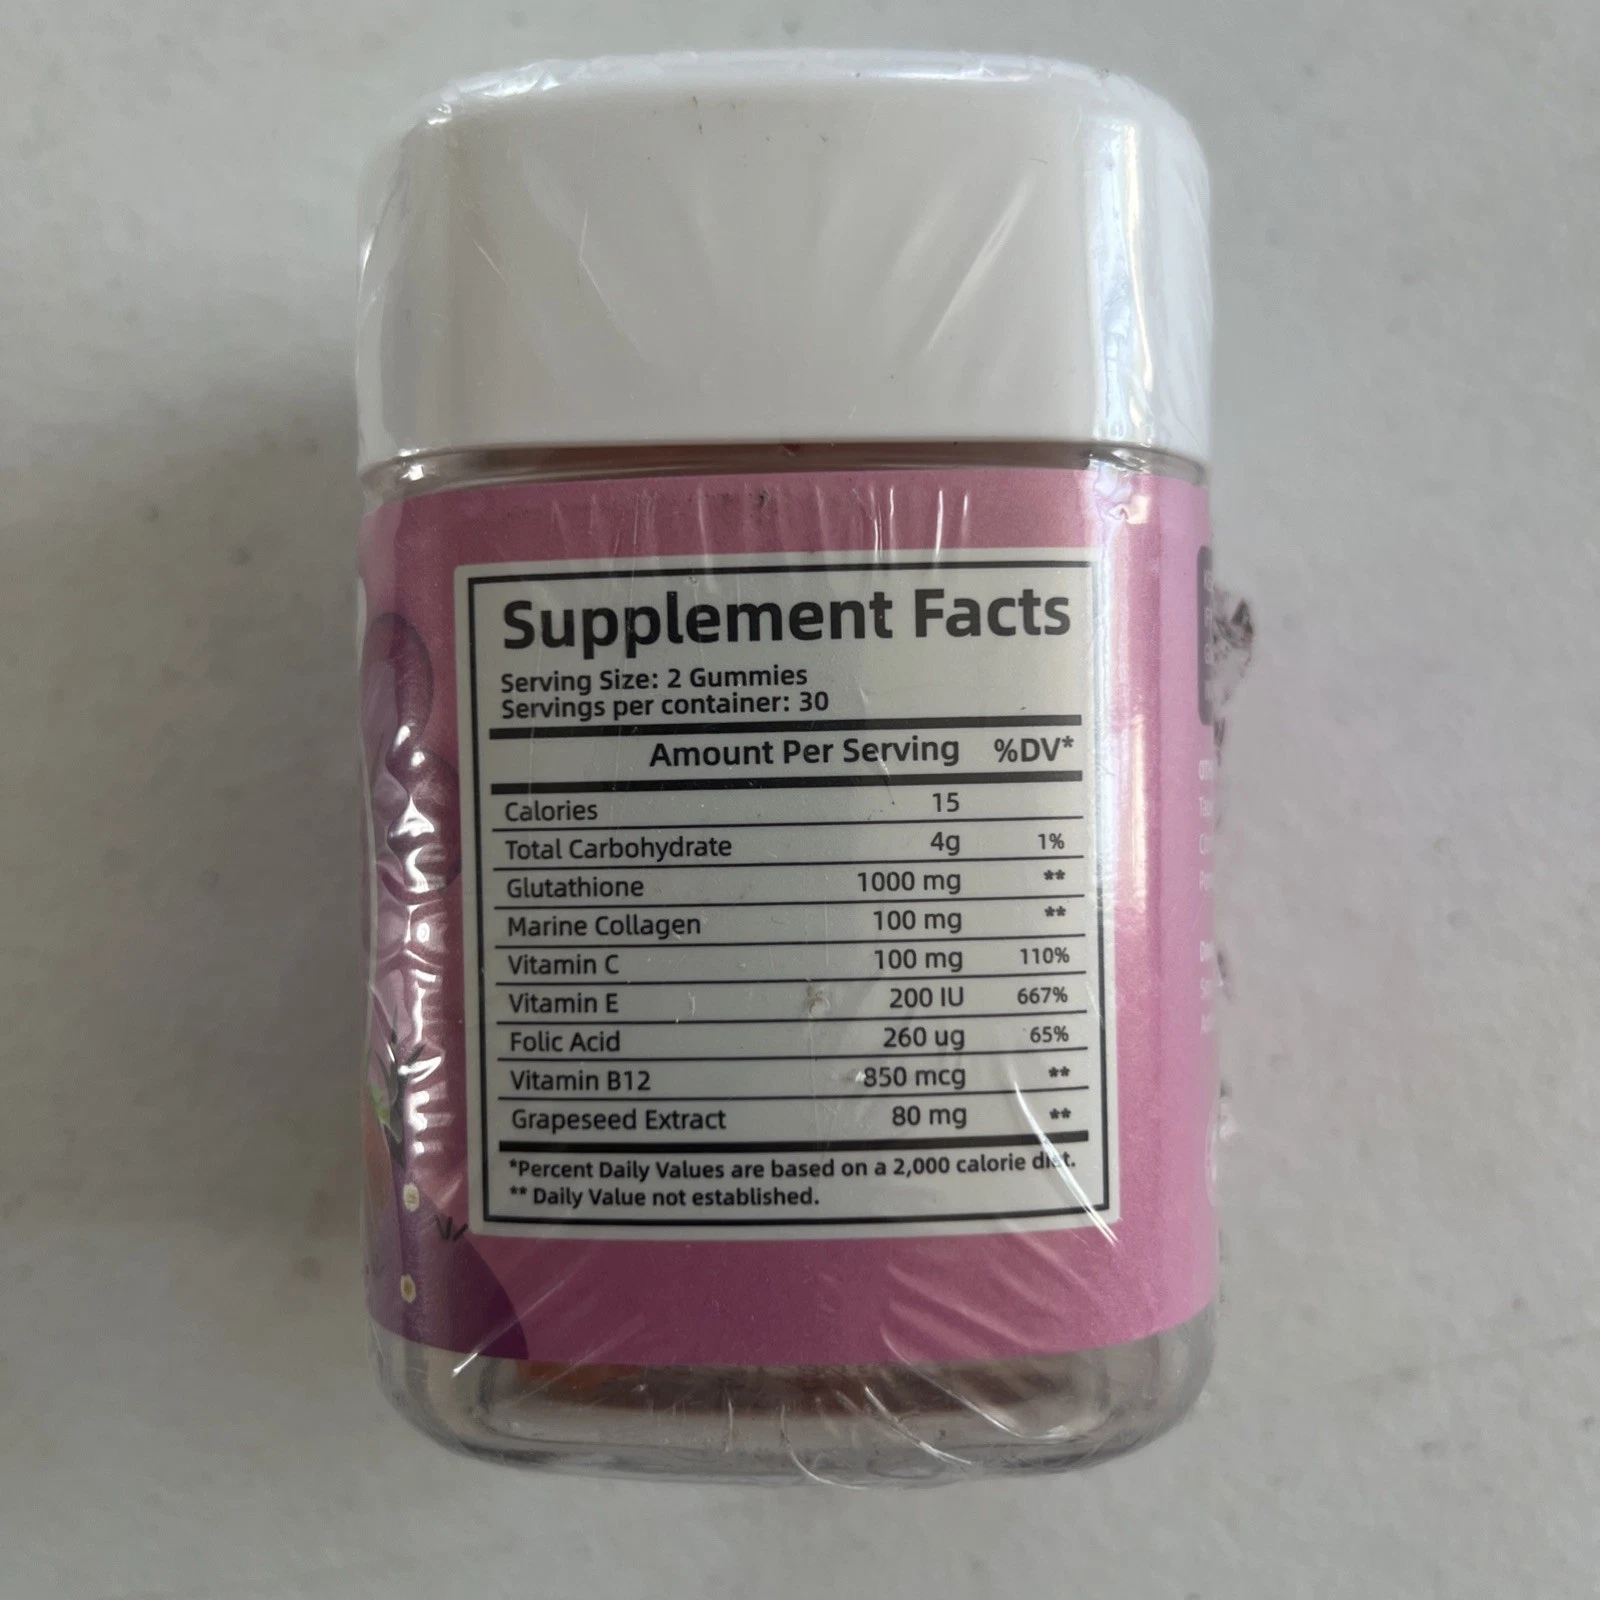 Supplement Facts
Serving Size: 2 Gummies
Servings per container: 30
Amount Per Serving %DV*
Calories 15
Total Carbohydrate 4g 1%
Glutathione 1000 mg **
Marine Collagen 100 mg **
Vitamin C 100 mg 110%
Vitamin E 200 IU 667%
Folic Acid 260 ug 65%
Vitamin B12 850 mcg **
Grapeseed Extract 80 mg **
*Percent Daily Values are based on a 2,000 calorie diet.
** Daily Value not established.